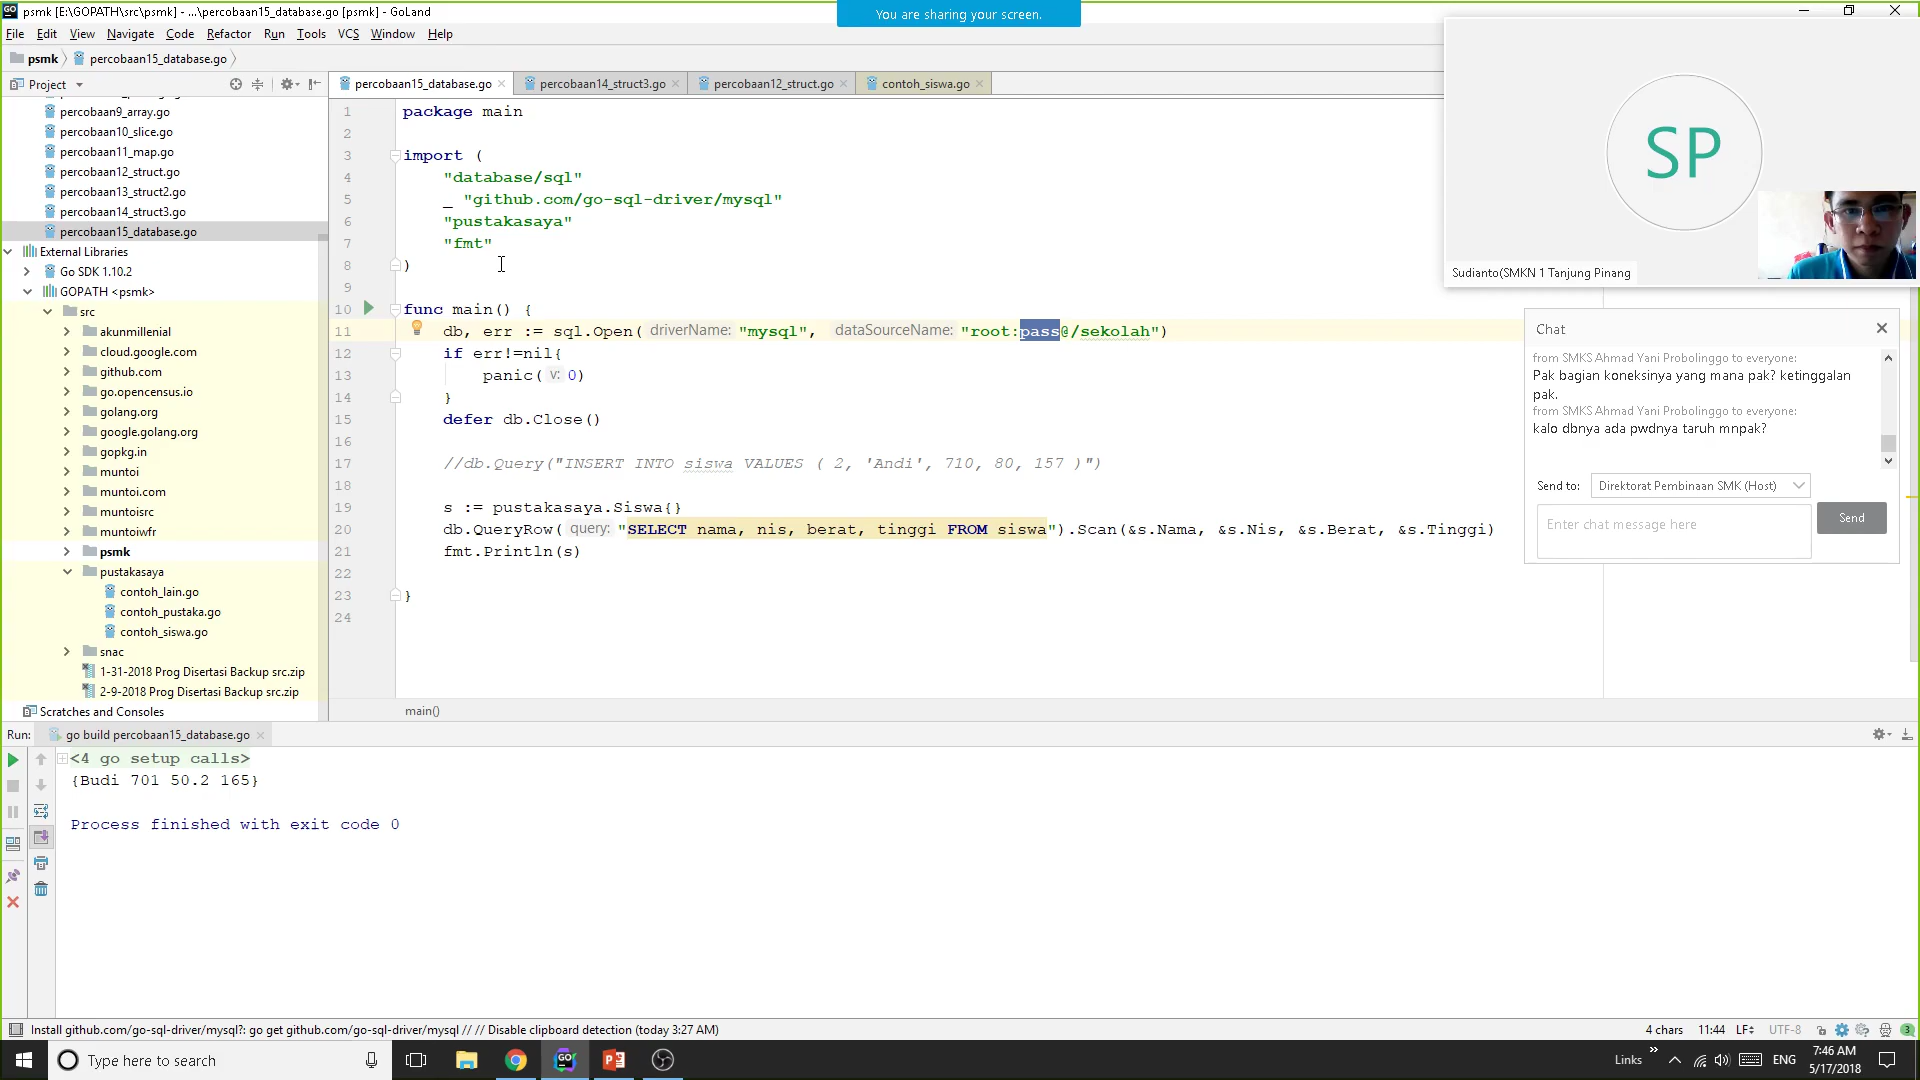 psmk [E:\GOPATH\src\psmk] - ...\percobaan15_database.go [psmk] - GoLand
You are sharing your screen.
File Edit View Navigate Code Refactor Run Tools VCS Window Help
psmk percobaan15_database.go
Project
percobaan15_database.go percobaan14_struct3.go percobaan12_struct.go contoh_siswa.go
percobaan9_array.go
percobaan10_slice.go
percobaan11_map.go
percobaan12_struct.go
percobaan13_struct2.go
percobaan14_struct3.go
percobaan15_database.go
External Libraries
Go SDK 1.10.2
GOPATH <psmk>
src
akunmillenial
cloud.google.com
github.com
go.opencensus.io
golang.org
google.golang.org
gopkg.in
muntoi
muntoi.com
muntoisrc
muntoiwfr
psmk
pustakasaya
contoh_lain.go
contoh_pustaka.go
contoh_siswa.go
snac
1-31-2018 Prog Disertasi Backup src.zip
2-9-2018 Prog Disertasi Backup src.zip
Scratches and Consoles
1 package main
2
3 import (
4 "database/sql"
5 _ "github.com/go-sql-driver/mysql"
6 "pustakasaya"
7 "fmt"
8 )
9
10 func main() {
11 db, err := sql.Open( driverName: "mysql", dataSourceName: "root:pass@/sekolah")
12 if err!=nil{
13 panic( v: 0)
14 }
15 defer db.Close()
16
17 //db.Query("INSERT INTO siswa VALUES ( 2, 'Andi', 710, 80, 157 )")
18
19 s := pustakasaya.Siswa{}
20 db.QueryRow( query: "SELECT nama, nis, berat, tinggi FROM siswa").Scan(&s.Nama, &s.Nis, &s.Berat, &s.Tinggi)
21 fmt.Println(s)
22
23 }
24
main()
SP
Sudianto(SMKN 1 Tanjung Pinang
Chat
from SMKS Ahmad Yani Probolinggo to everyone:
Pak bagian koneksinya yang mana pak? ketinggalan
pak.
from SMKS Ahmad Yani Probolinggo to everyone:
kalo dbnya ada pwdnya taruh mnpak?
Send to: Direktorat Pembinaan SMK (Host)
Enter chat message here
Send
Run: go build percobaan15_database.go
<4 go setup calls>
{Budi 701 50.2 165}
Process finished with exit code 0
Install github.com/go-sql-driver/mysql?: go get github.com/go-sql-driver/mysql // // Disable clipboard detection (today 3:27 AM)
4 chars 11:44 LF UTF-8 3
Type here to search
Links ENG
7:46 AM
5/17/2018